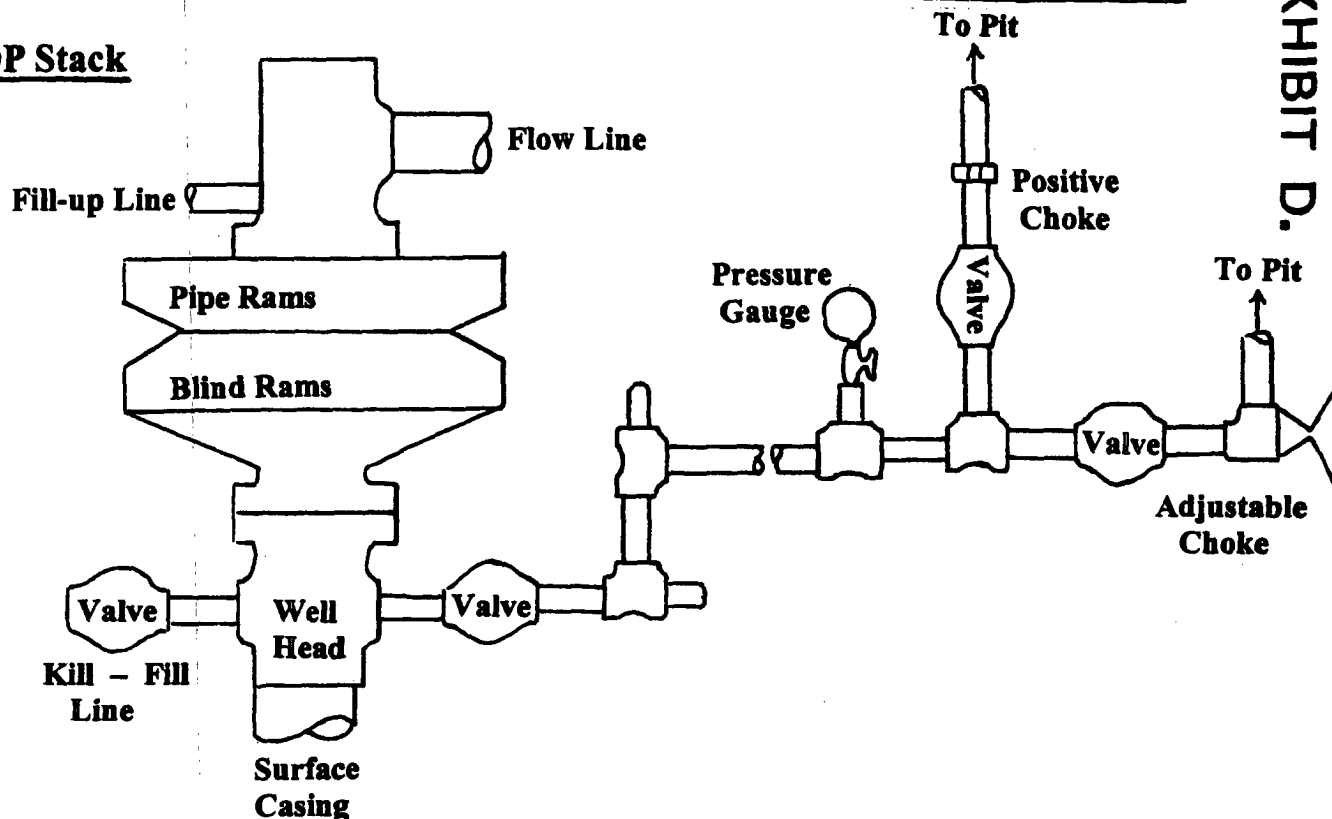 P Stack
To Pit
KHIBIT D.
Flow Line
Fill-up Line
Positive
Choke
Pipe Rams
Pressure
Gauge
Valve
To Pit
Blind Rams
Valve
Adjustable
Choke
Valve
Well
Head
Valve
Kill – Fill
Line
Surface
Casing